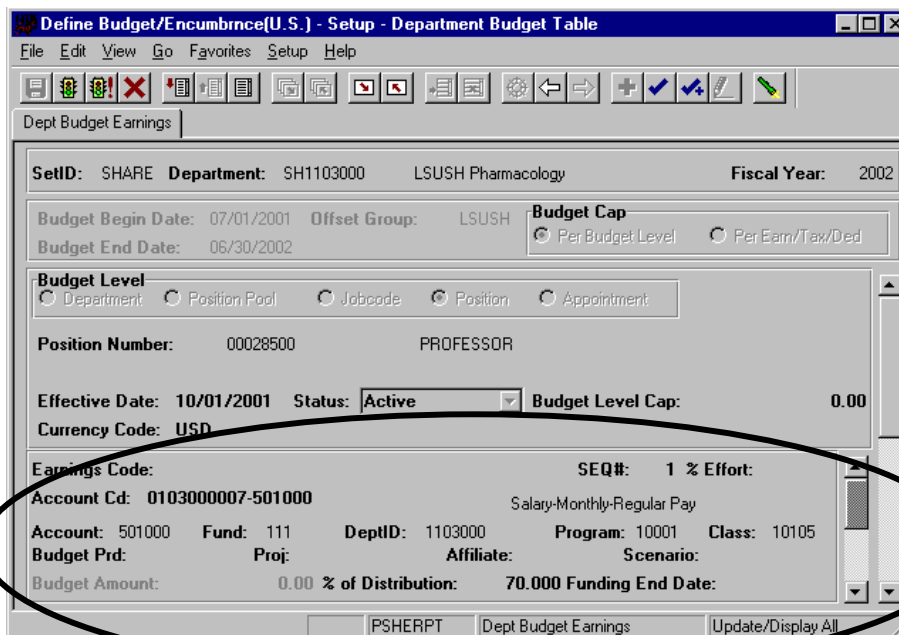 Define Budget/Encumbrnce(U.S.) - Setup - Department Budget Table
File Edit View Go Favorites Setup Help
Dept Budget Earnings
SetID: SHARE Department: SH1103000 LSUSH Pharmacology Fiscal Year: 2002
Budget Begin Date: 07/01/2001 Offset Group: LSUSH Budget Cap
Per Budget Level Per Earn/Tax/Ded
Budget End Date: 06/30/2002
Budget Level
Department Position Pool Jobcode Position Appointment
Position Number: 00028500 PROFESSOR
Effective Date: 10/01/2001 Status: Active Budget Level Cap: 0.00
Currency Code: USD
Earnings Code: SEQ#: 1 % Effort:
Account Cd: 0103000007-501000 Salary-Monthly-Regular Pay
Account: 501000 Fund: 111 DeptID: 1103000 Program: 10001 Class: 10105
Budget Prd: Proj: Affiliate: Scenario:
Budget Amount: 0.00 % of Distribution: 70.000 Funding End Date:
PSHERPT Dept Budget Earnings Update/Display All